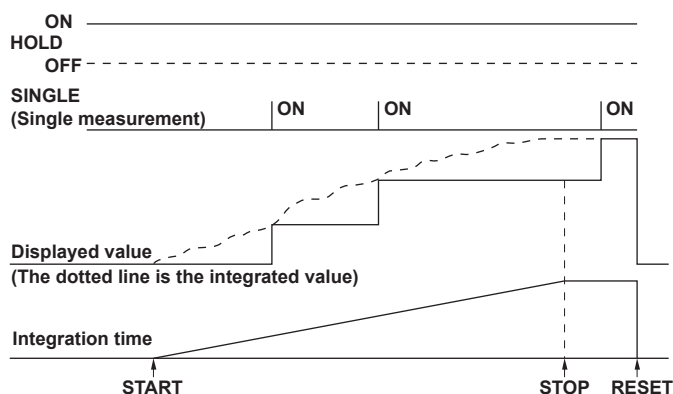 ON
HOLD
OFF
SINGLE
(Single measurement)
ON
ON
ON
Displayed value
(The dotted line is the integrated value)
Integration time
START
STOP
RESET